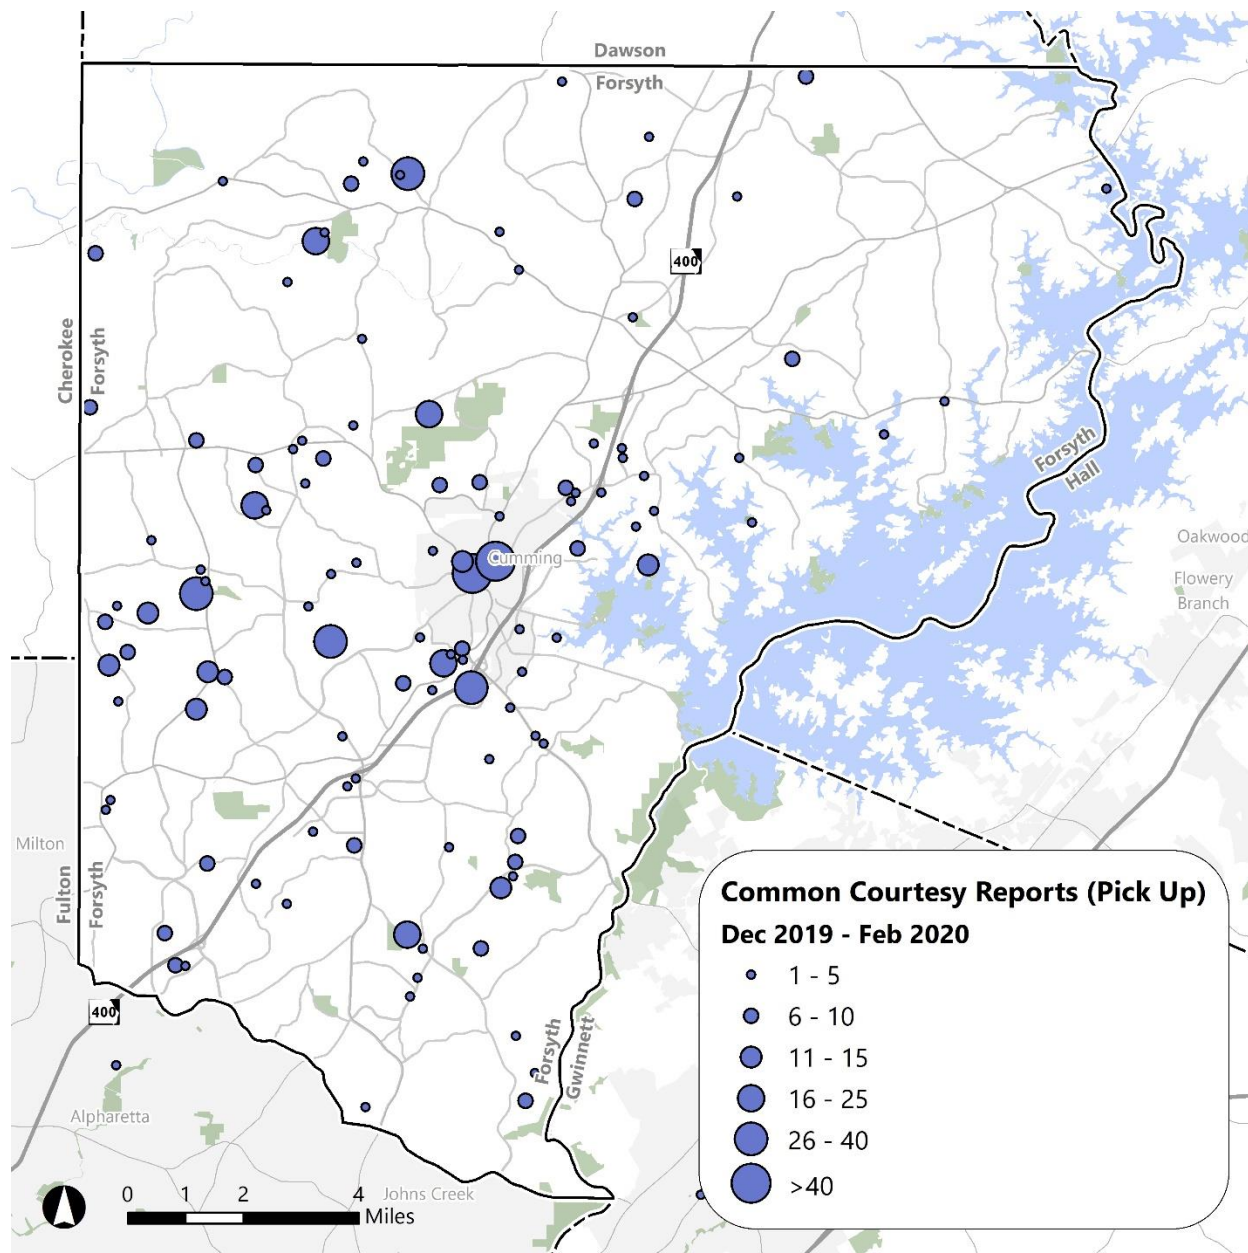 Dawson
Forsyth
400
Cherokee
Forsyth
Forsyth
Hall
Cumming
Oakwood
Flowery
Branch
Milton
Fulton
Forsyth
400
Forsyth
Gwinnett
Alpharetta
Johns Creek
0 1 2 4
Miles
Common Courtesy Reports (Pick Up)
Dec 2019 - Feb 2020
1 - 5
6 - 10
11 - 15
16 - 25
26 - 40
>40